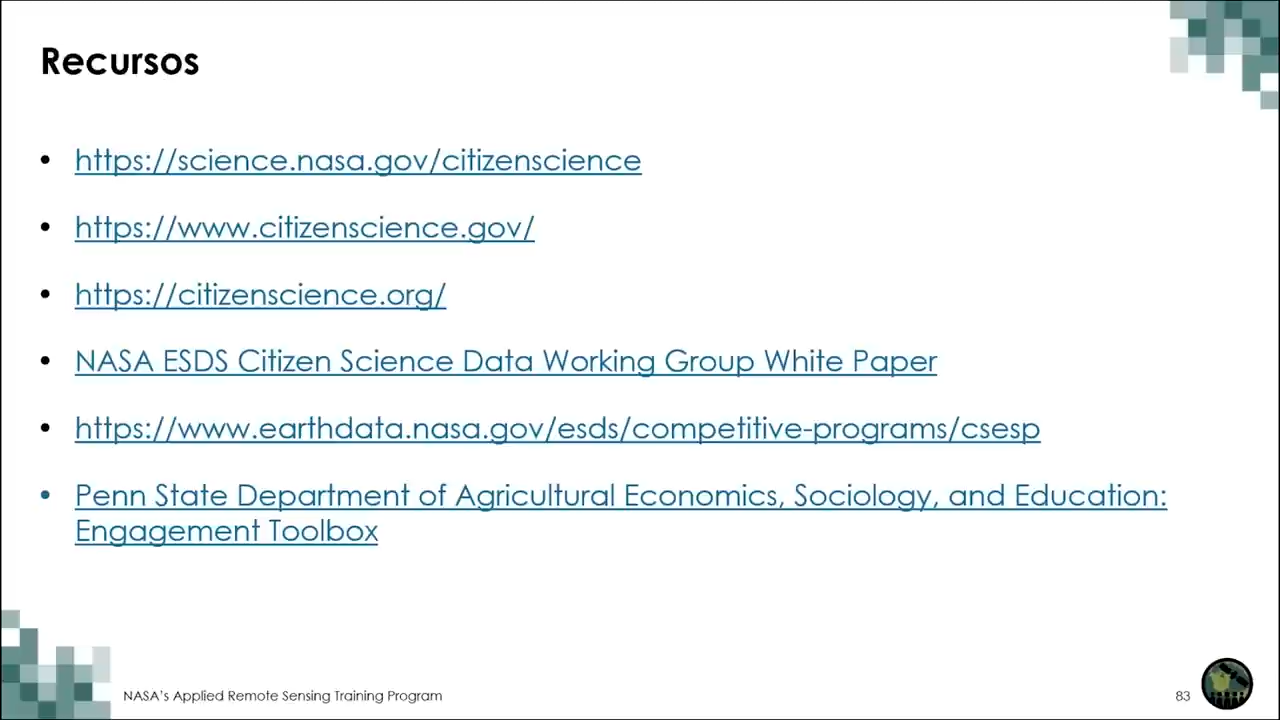 Recursos
• https://science.nasa.gov/citizenscience
• https://www.citizenscience.gov/
• https://citizenscience.org/
• NASA ESDS Citizen Science Data Working Group White Paper
• https://www.earthdata.nasa.gov/esds/competitive-programs/csesp
• Penn State Department of Agricultural Economics, Sociology, and Education:
Engagement Toolbox
NASA's Applied Remote Sensing Training Program
83